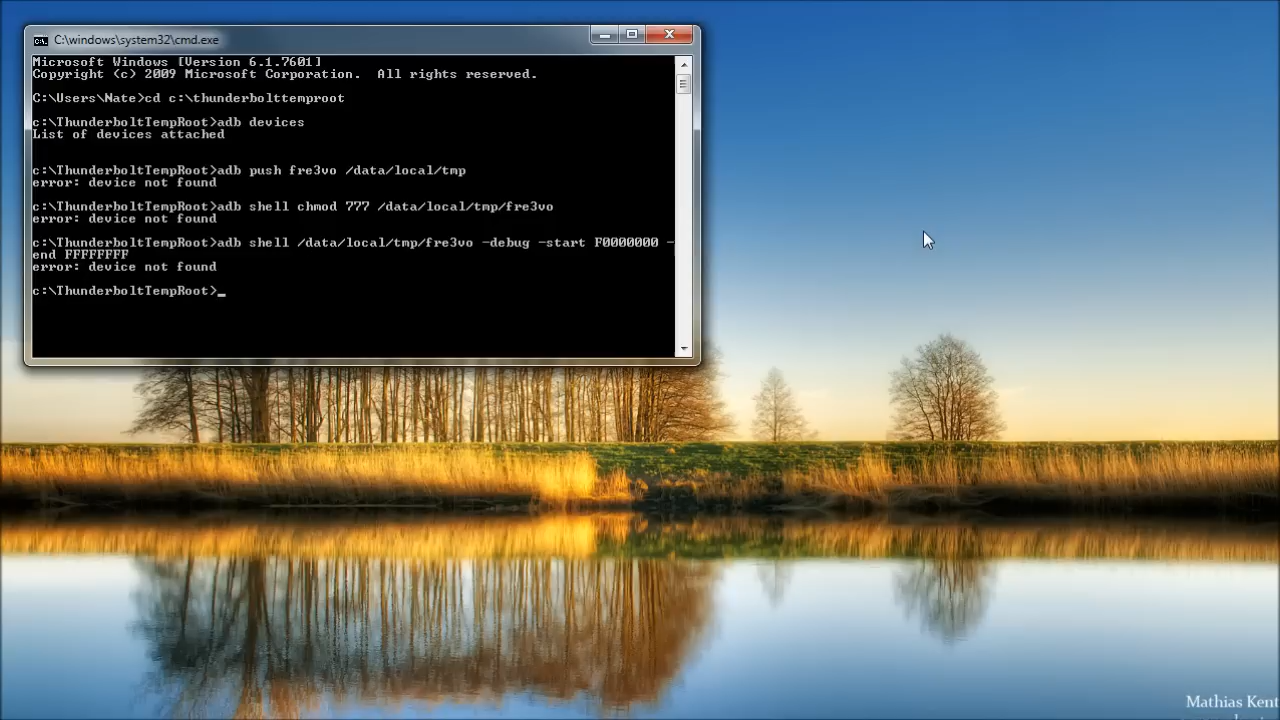 C:\windows\system32\cmd.exe
Microsoft Windows [Version 6.1.7601]
Copyright (c) 2009 Microsoft Corporation.  All rights reserved.
C:\Users\Nate>cd c:\thunderbolttemproot
c:\ThunderboltTempRoot>adb devices
List of devices attached
c:\ThunderboltTempRoot>adb push fre3vo /data/local/tmp
error: device not found
c:\ThunderboltTempRoot>adb shell chmod 777 /data/local/tmp/fre3vo
error: device not found
c:\ThunderboltTempRoot>adb shell /data/local/tmp/fre3vo -debug -start F0000000 -
end FFFFFFFF
error: device not found
c:\ThunderboltTempRoot>_
Mathias Kent